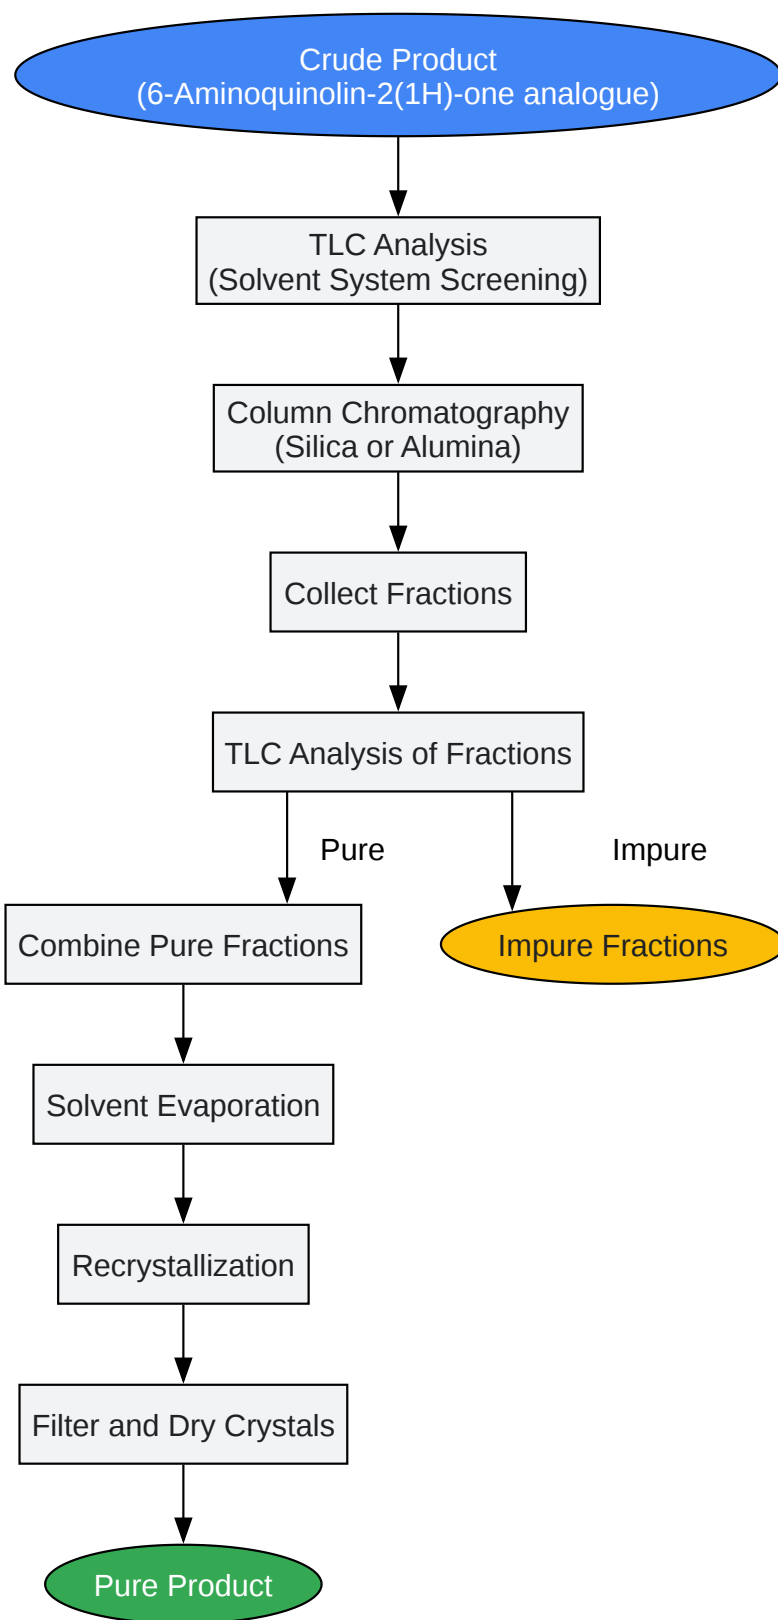 Crude Product
(6-Aminoquinolin-2(1H)-one analogue)
TLC Analysis
(Solvent System Screening)
Column Chromatography
(Silica or Alumina)
Collect Fractions
TLC Analysis of Fractions
Pure
Impure
Combine Pure Fractions
Impure Fractions
Solvent Evaporation
Recrystallization
Filter and Dry Crystals
Pure Product